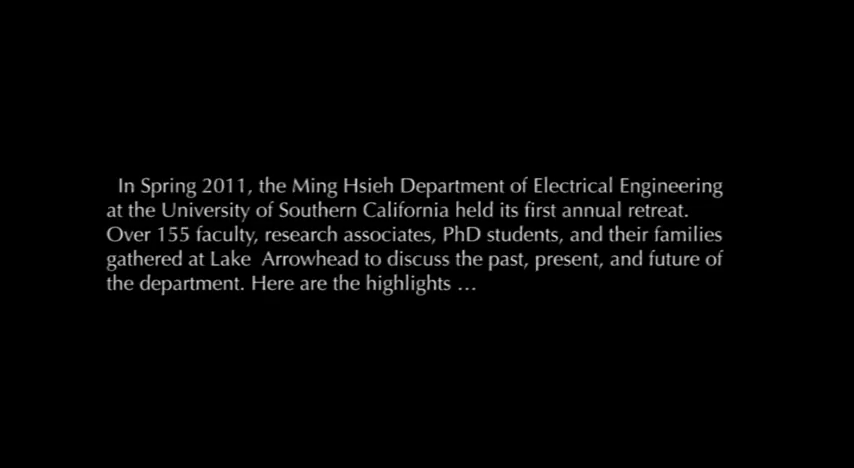 In Spring 2011, the Ming Hsieh Department of Electrical Engineering
at the University of Southern California held its first annual retreat.
Over 155 faculty, research associates, PhD students, and their families
gathered at Lake  Arrowhead to discuss the past, present, and future of
the department. Here are the highlights ...